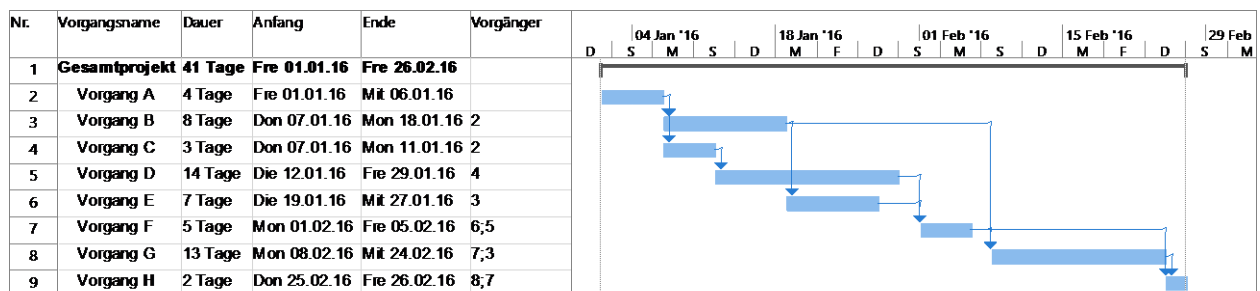 Nr. Vorgangsname Dauer Anfang Ende Vorgänger
04 Jan '16 18 Jan '16 01 Feb '16 15 Feb '16 29 Feb
D S M S D M F D S M S D M F D S M
1 Gesamtprojekt 41 Tage Fre 01.01.16 Fre 26.02.16
2 Vorgang A 4 Tage Fre 01.01.16 Mit 06.01.16
3 Vorgang B 8 Tage Don 07.01.16 Mon 18.01.16 2
4 Vorgang C 3 Tage Don 07.01.16 Mon 11.01.16 2
5 Vorgang D 14 Tage Die 12.01.16 Fre 29.01.16 4
6 Vorgang E 7 Tage Die 19.01.16 Mit 27.01.16 3
7 Vorgang F 5 Tage Mon 01.02.16 Fre 05.02.16 6;5
8 Vorgang G 13 Tage Mon 08.02.16 Mit 24.02.16 7;3
9 Vorgang H 2 Tage Don 25.02.16 Fre 26.02.16 8;7